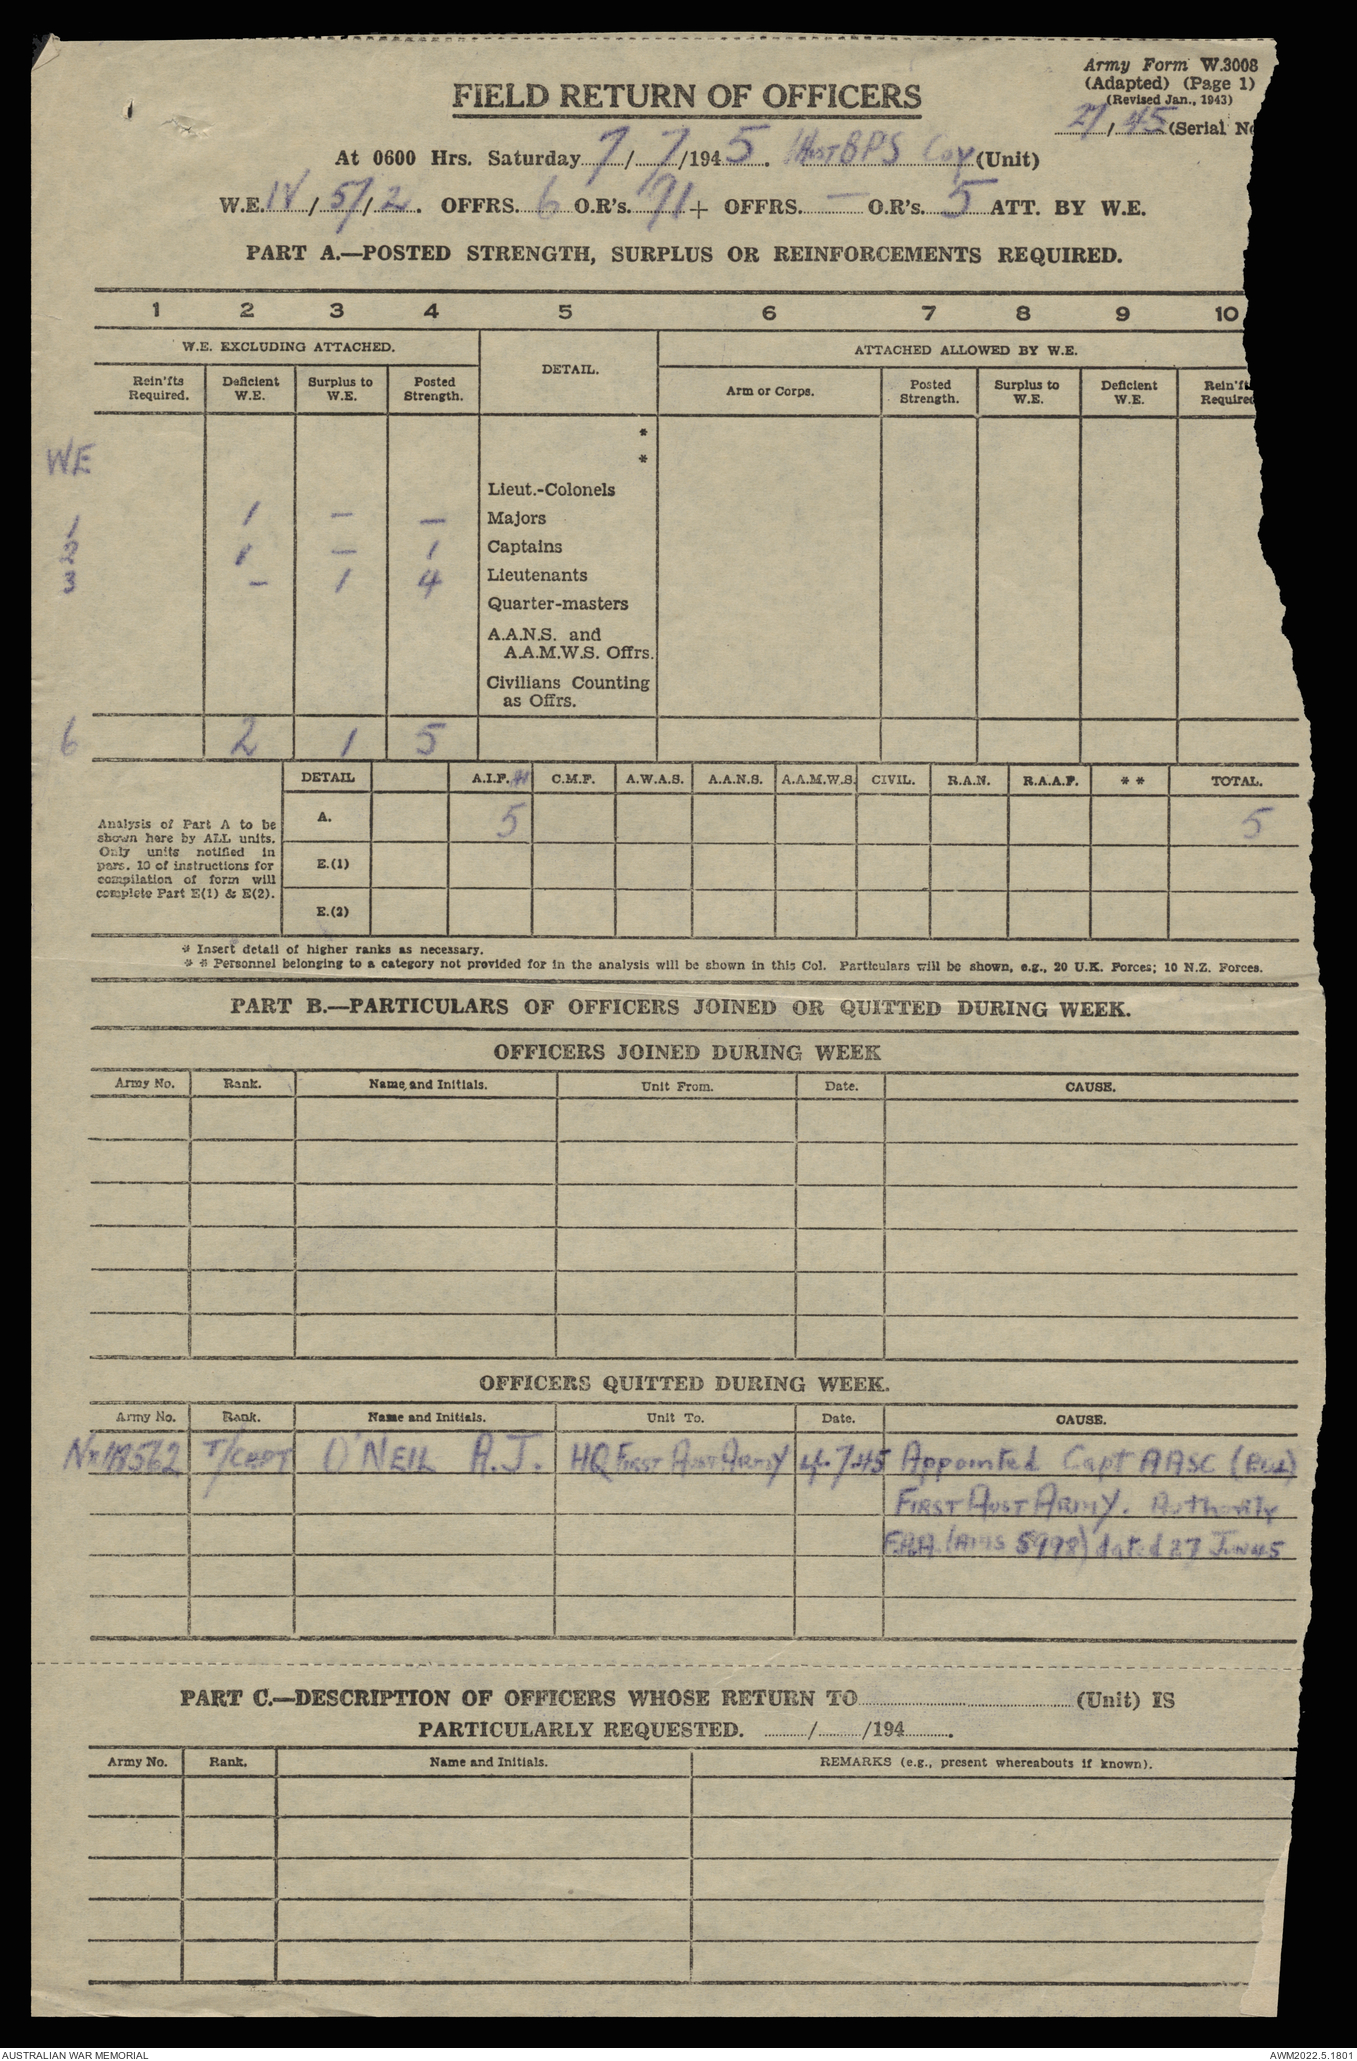 Army Form W.3008
(Adapted) (Page 1)
(Revised Jan., 1943)
FIELD RETURN OF OFFICERS
27/45 (Serial No
At 0600 Hrs. Saturday 7/7/1945. Aust BPS Coy (Unit)
W.E. IV/5/2. OFFRS. 6 O.R's. 71 + OFFRS. — O.R's. 5 ATT. BY W.E.
PART A.—POSTED STRENGTH, SURPLUS OR REINFORCEMENTS REQUIRED.
1 2 3 4 5 6 7 8 9 10
W.E. EXCLUDING ATTACHED. DETAIL. ATTACHED ALLOWED BY W.E.
Rein'fts Required. Deficient W.E. Surplus to W.E. Posted Strength. Arm or Corps. Posted Strength. Surplus to W.E. Deficient W.E. Rein'ft Required
*
WE *
Lieut.-Colonels
1 1 — — Majors
2 1 — 1 Captains
3 — 1 4 Lieutenants
Quarter-masters
A.A.N.S. and
A.A.M.W.S. Offrs.
Civilians Counting
as Offrs.
6 2 1 5
DETAIL A.I.F. C.M.F. A.W.A.S. A.A.N.S. A.A.M.W.S. CIVIL. R.A.N. R.A.A.F. * * TOTAL.
Analysis of Part A to be
shown here by ALL units.
Only units notified in
para. 10 of instructions for
compilation of form will
complete Part E(1) & E(2).
A. 5 5
E.(1)
E.(2)
* Insert detail of higher ranks as necessary.
* * Personnel belonging to a category not provided for in the analysis will be shown in this Col. Particulars will be shown, e.g., 20 U.K. Forces; 10 N.Z. Forces.
PART B.—PARTICULARS OF OFFICERS JOINED OR QUITTED DURING WEEK.
OFFICERS JOINED DURING WEEK
Army No. Rank. Name and Initials. Unit From. Date. CAUSE.
OFFICERS QUITTED DURING WEEK.
Army No. Rank. Name and Initials. Unit To. Date. CAUSE.
T/CAPT O'NEIL A.J. HQ FIRST AUST ARMY 4.7.45 Appointed Capt AASC
FIRST AUST ARMY. Authority
F.A.A. (AMS 5998) dated 27 Jun 45
PART C.—DESCRIPTION OF OFFICERS WHOSE RETURN TO (Unit) IS
PARTICULARLY REQUESTED. / /194 .
Army No. Rank. Name and Initials. REMARKS (e.g., present whereabouts if known).
AUSTRALIAN WAR MEMORIAL AWM2022.5.1801